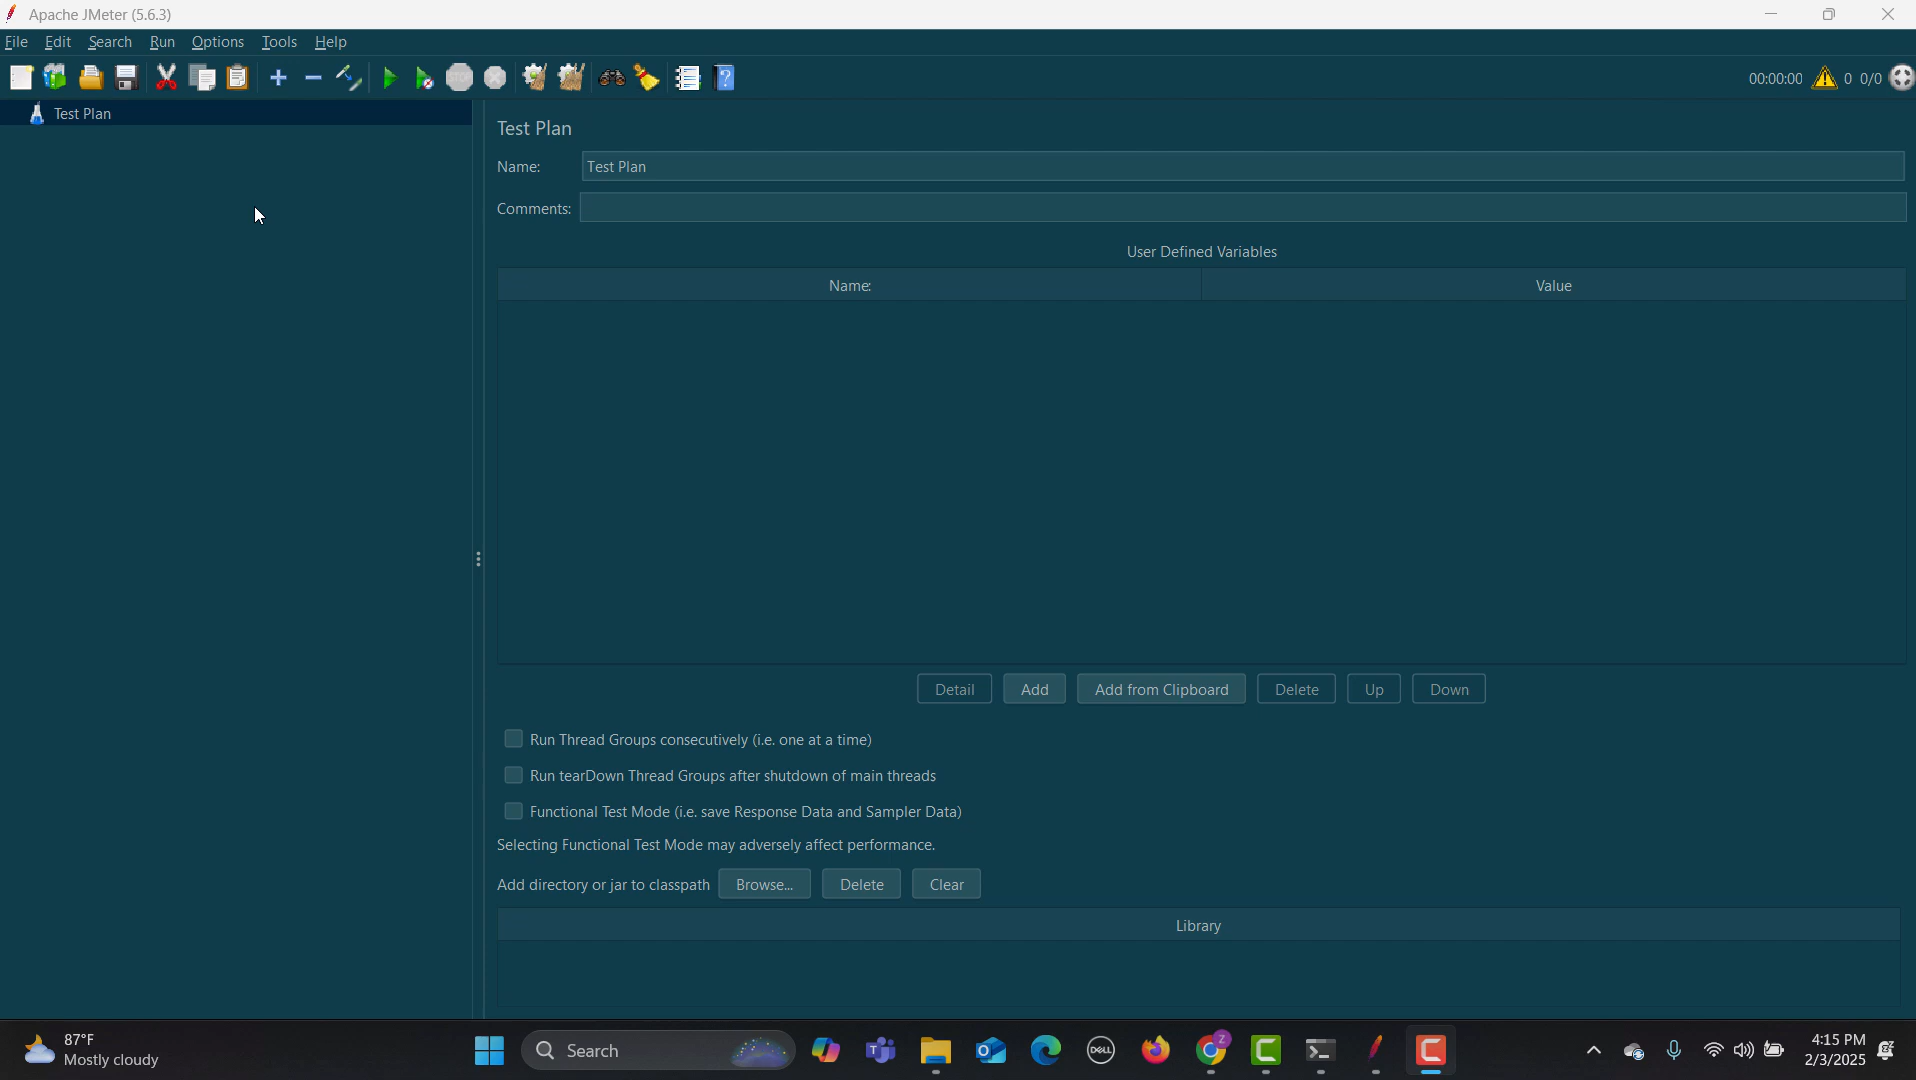 Apache JMeter (5.6.3)
File Edit Search Run Options Tools Help
STOP
00:00:00 0 0/0
Test Plan
Test Plan
Name: Test Plan
Comments:
User Defined Variables
Name: Value
Detail Add Add from Clipboard Delete Up Down
Run Thread Groups consecutively (i.e. one at a time)
Run tearDown Thread Groups after shutdown of main threads
Functional Test Mode (i.e. save Response Data and Sampler Data)
Selecting Functional Test Mode may adversely affect performance.
Add directory or jar to classpath Browse... Delete Clear
Library
87°F
Mostly cloudy
Search
DELL
Z
4:15 PM
2/3/2025